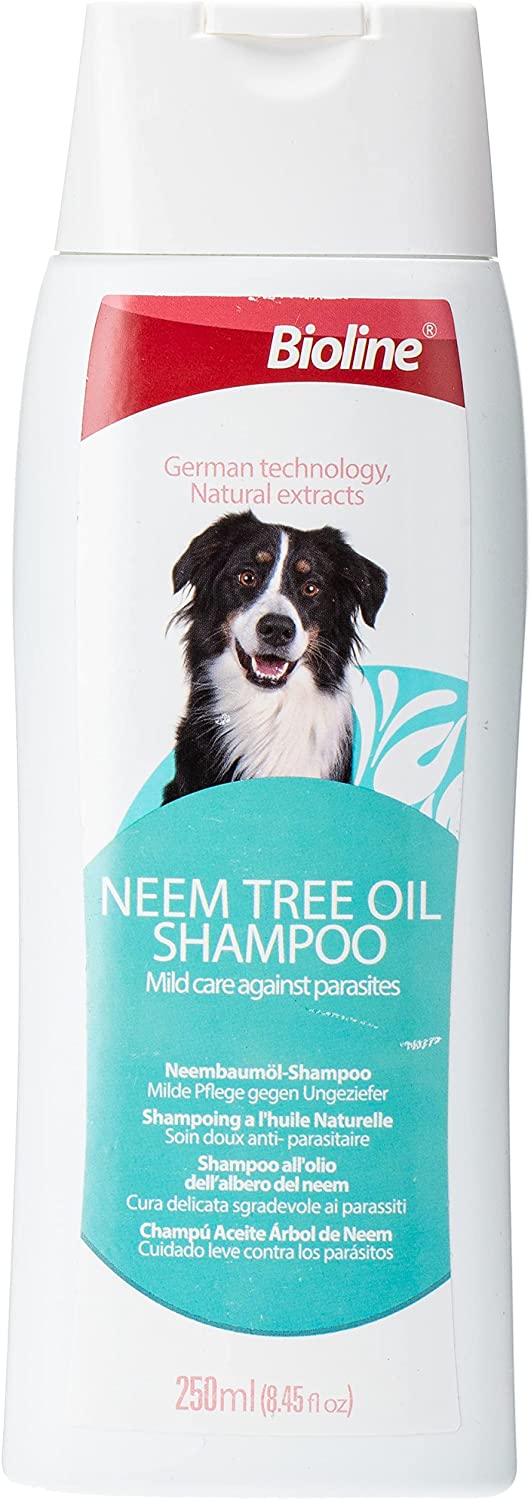 Bioline®
German technology,
Natural extracts
NEEM TREE OIL
SHAMPOO
Mild care against parasites
Neembaumöl-Shampoo
Milde Pflege gegen Ungeziefer
Shampoing a l'huile Naturelle
Soin doux anti- parasitaire
Shampoo all'olio
dell'albero del neem
Cura delicata sgradevole ai parassiti
Champú Aceite Árbol de Neem
Cuidado leve contra los parásitos
250ml (8.45 fl oz)